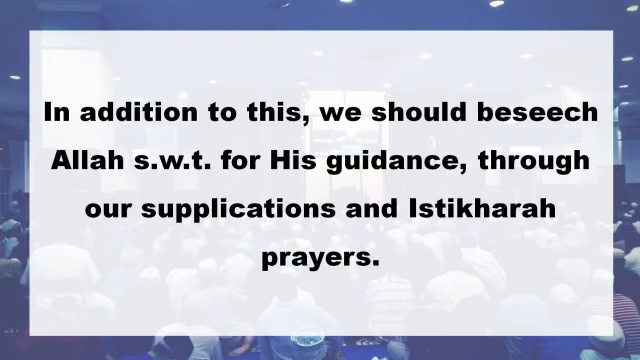 In addition to this, we should beseech
Allah s.w.t. for His guidance, through
our supplications and Istikharah
prayers.